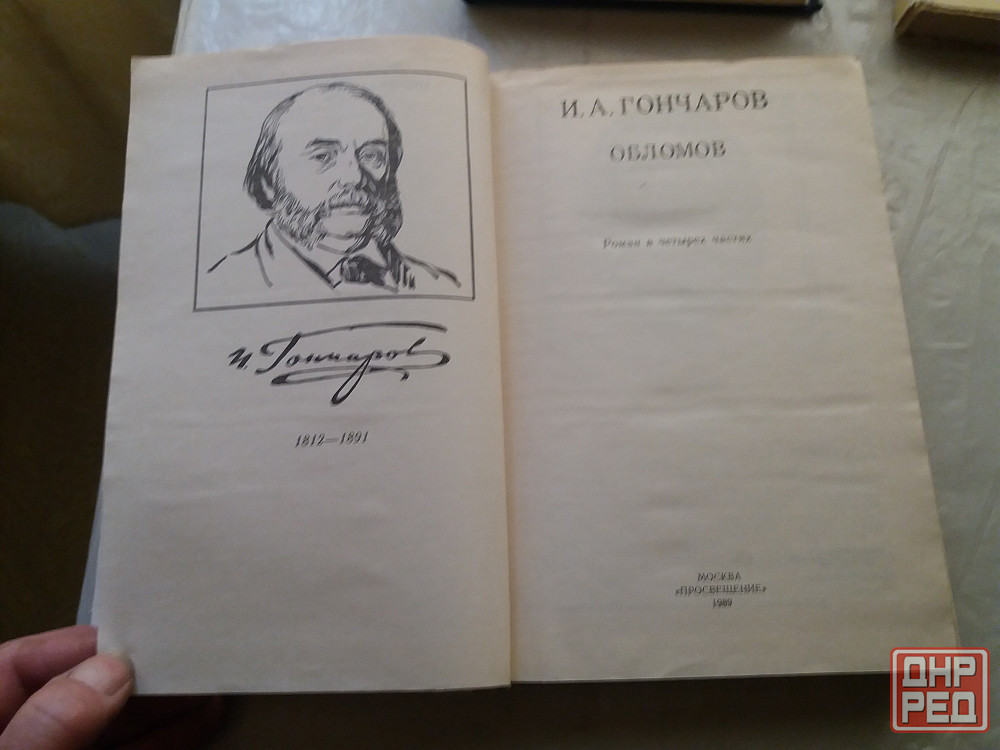 И. Гончаров
1812—1891
И. А. ГОНЧАРОВ
ОБЛОМОВ
Роман в четырех частях
МОСКВА
«ПРОСВЕЩЕНИЕ»
1989
ДНР
РЕД